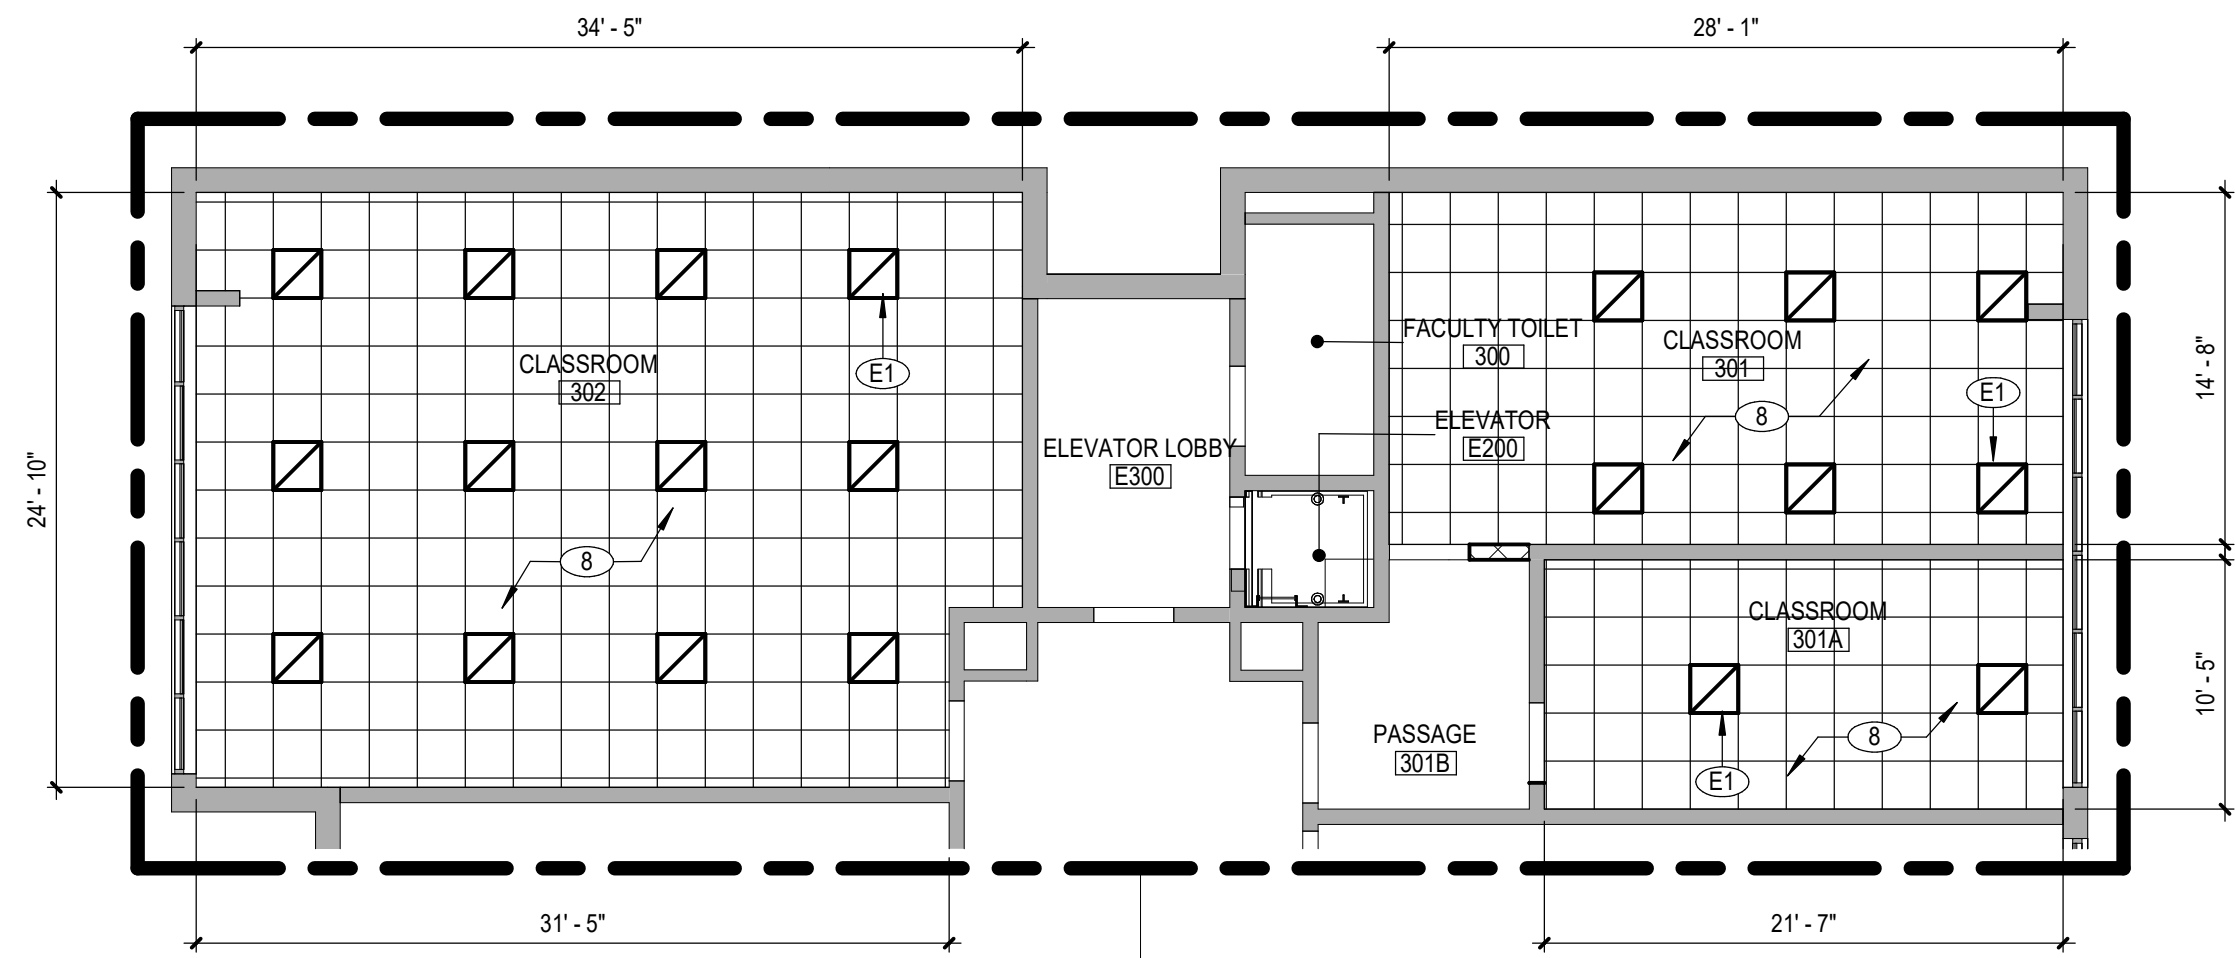 34' - 5"
28' - 1"
24' - 10"
CLASSROOM
302
E1
8
ELEVATOR LOBBY
E300
FACULTY TOILET
300
ELEVATOR
E200
CLASSROOM
301
8
E1
14' - 8"
CLASSROOM
301A
E1
8
10' - 5"
PASSAGE
301B
31' - 5"
21' - 7"